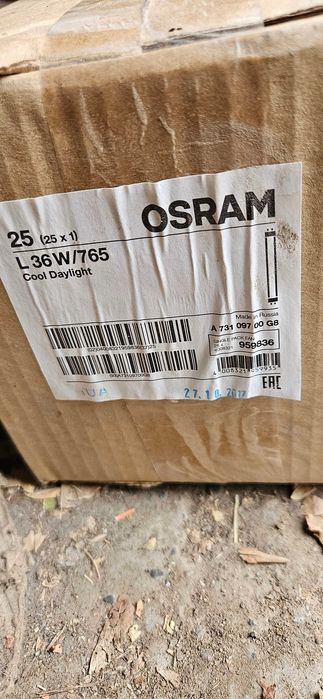 OSRAM
25 (25 x 1)
L 36 W/765
Cool Daylight
Made in Russia
A 731 097 00 GB
959836
27.10.2017
EAC